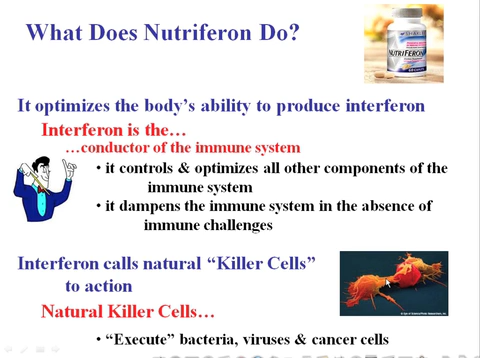 What Does Nutriferon Do?
NUTRIFERON
It optimizes the body's ability to produce interferon
Interferon is the…
…conductor of the immune system
• it controls & optimizes all other components of the
immune system
• it dampens the immune system in the absence of
immune challenges
Interferon calls natural “Killer Cells”
to action
Natural Killer Cells…
• “Execute” bacteria, viruses & cancer cells